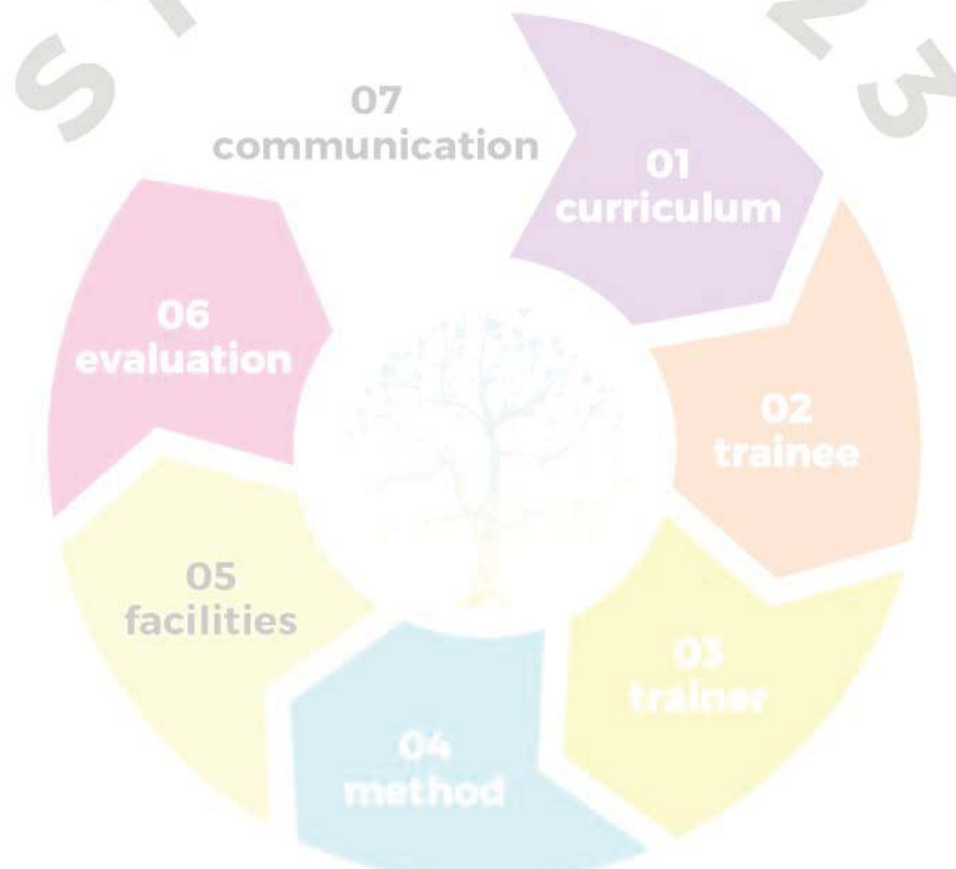 01
curriculum
02
trainee
03
trainer
04
method
05
facilities
06
evaluation
07
communication